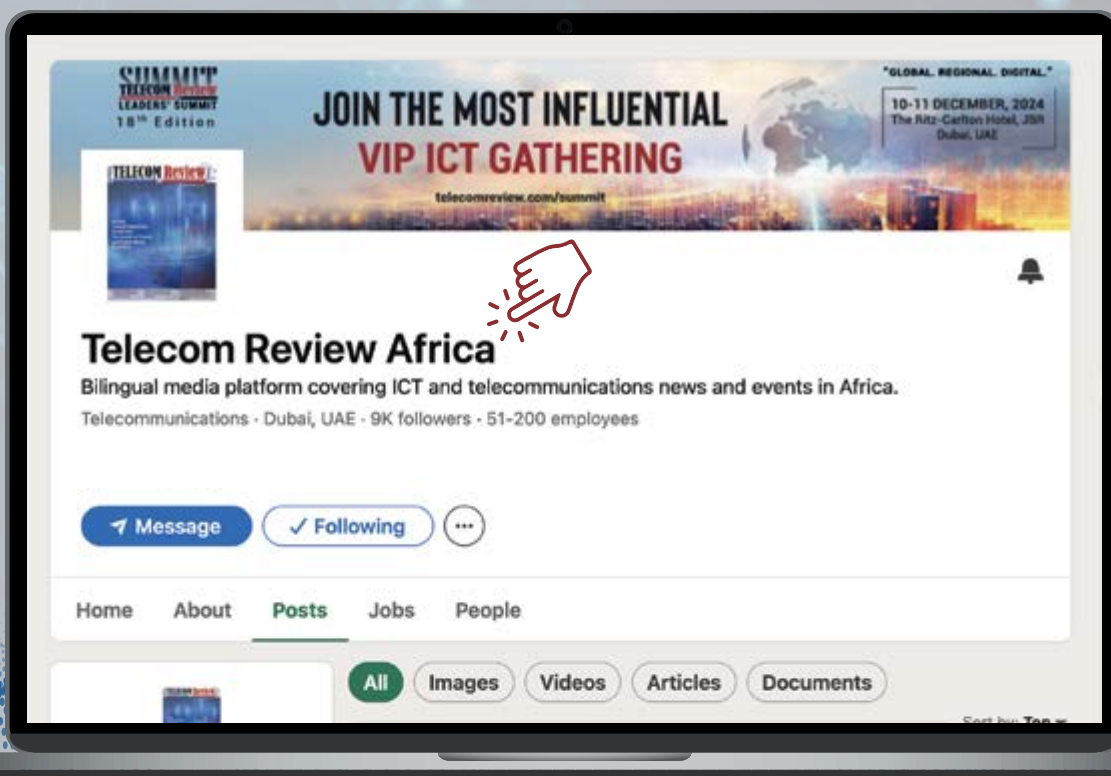 SUMMIT
TELECOM Review
LEADERS' SUMMIT
18th Edition
JOIN THE MOST INFLUENTIAL
VIP ICT GATHERING
telecomreview.com/summit
"GLOBAL. REGIONAL. DIGITAL."
10-11 DECEMBER, 2024
The Ritz-Carlton Hotel, JBR
Dubai, UAE
TELECOM Review
Telecom Review Africa
Bilingual media platform covering ICT and telecommunications news and events in Africa.
Telecommunications · Dubai, UAE · 9K followers · 51-200 employees
Message
Following
Home About Posts Jobs People
All Images Videos Articles Documents
Sort by: Top